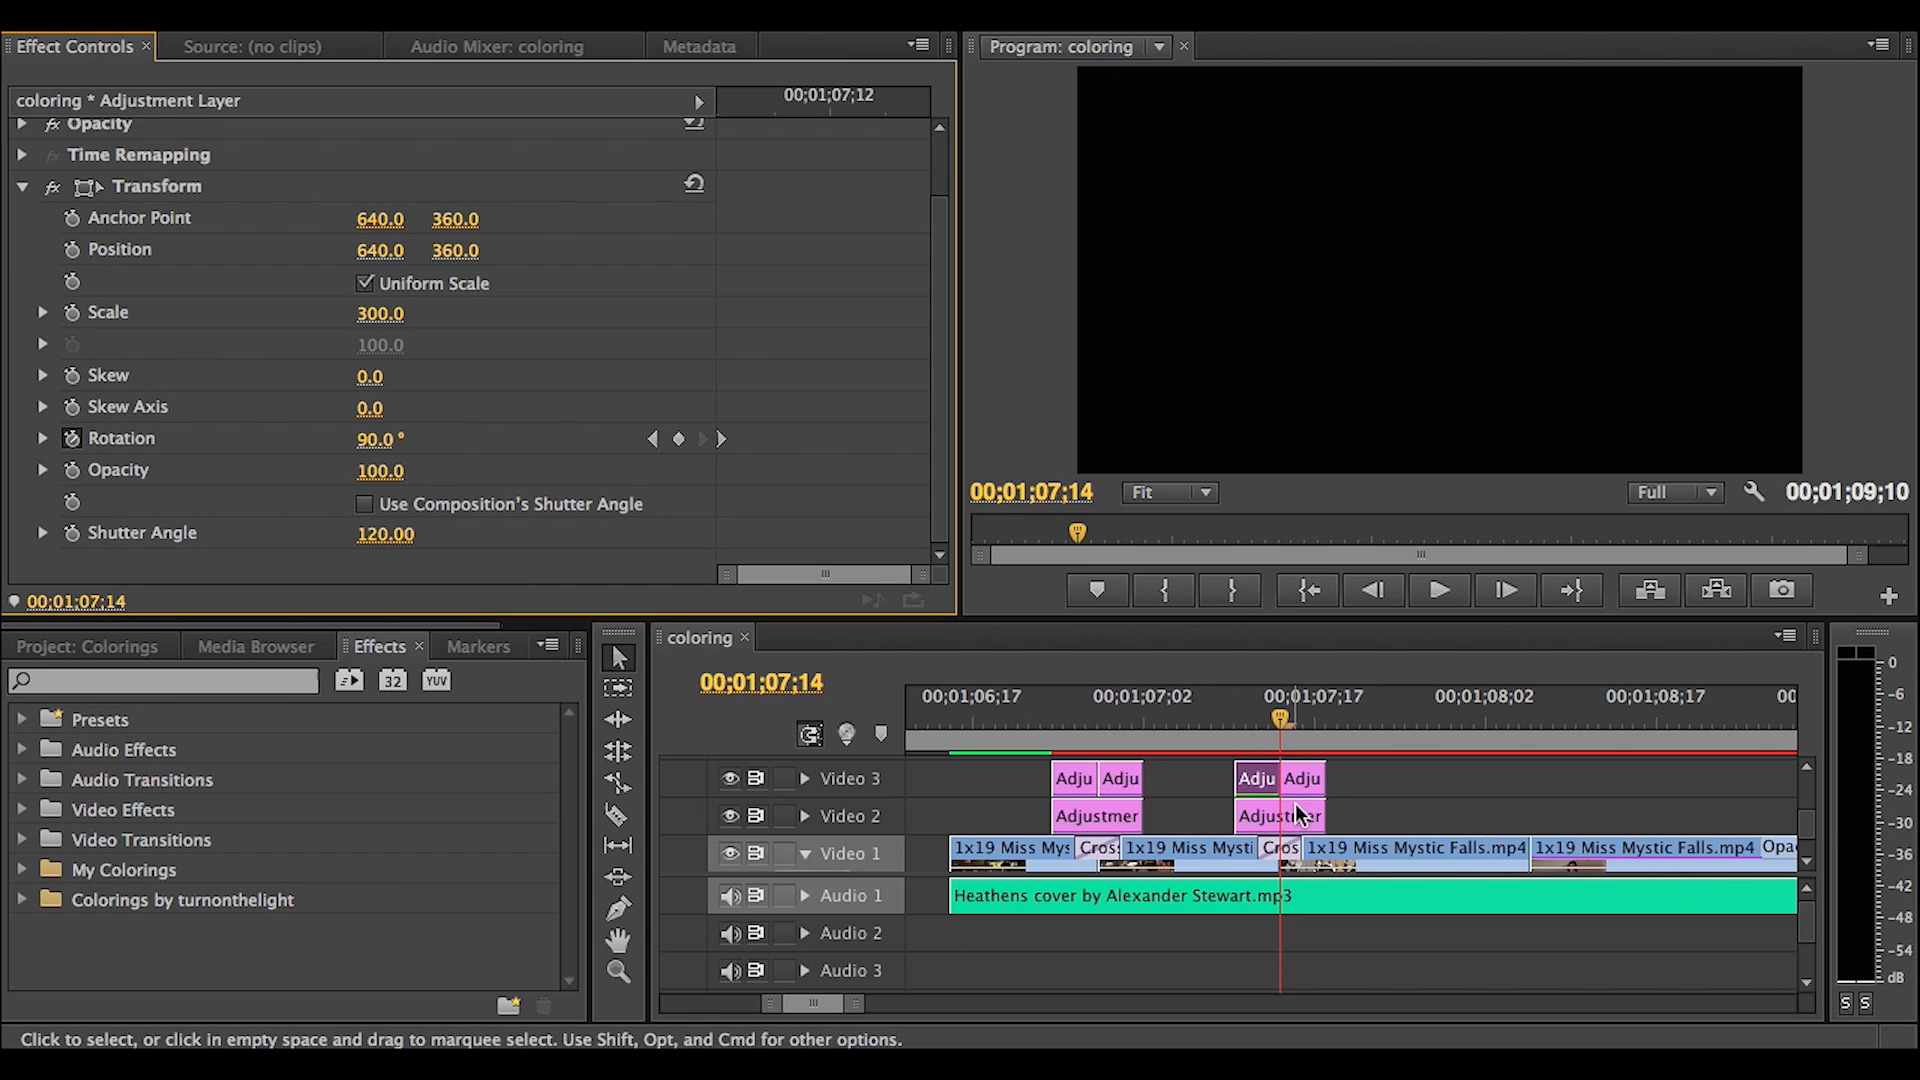 Effect Controls
Source: (no clips)
Audio Mixer: coloring
Metadata
Program: coloring
coloring * Adjustment Layer
00;01;07;12
fx Opacity
fx Time Remapping
fx Transform
Anchor Point 640.0 360.0
Position 640.0 360.0
Uniform Scale
Scale 300.0
100.0
Skew 0.0
Skew Axis 0.0
Rotation 90.0 °
Opacity 100.0
Use Composition's Shutter Angle
Shutter Angle 120.00
00;01;07;14
00;01;07;14 Fit Full 00;01;09;10
Project: Colorings
Media Browser
Effects
Markers
32 YUV
Presets
Audio Effects
Audio Transitions
Video Effects
Video Transitions
My Colorings
Colorings by turnonthelight
coloring
00;01;07;14
00;01;06;17 00;01;07;02 00;01;07;17 00;01;08;02 00;01;08;17 00
Video 3 Adju Adju Adju Adju
Video 2 Adjustmer Adjustmer
Video 1 1x19 Miss Mys Cros 1x19 Miss Mysti Cros 1x19 Miss Mystic Falls.mp4 1x19 Miss Mystic Falls.mp4 Opa
Audio 1 Heathens cover by Alexander Stewart.mp3
Audio 2
Audio 3
0
-6
-12
-18
-24
-30
-36
-42
-48
-54
dB
S S
Click to select, or click in empty space and drag to marquee select. Use Shift, Opt, and Cmd for other options.